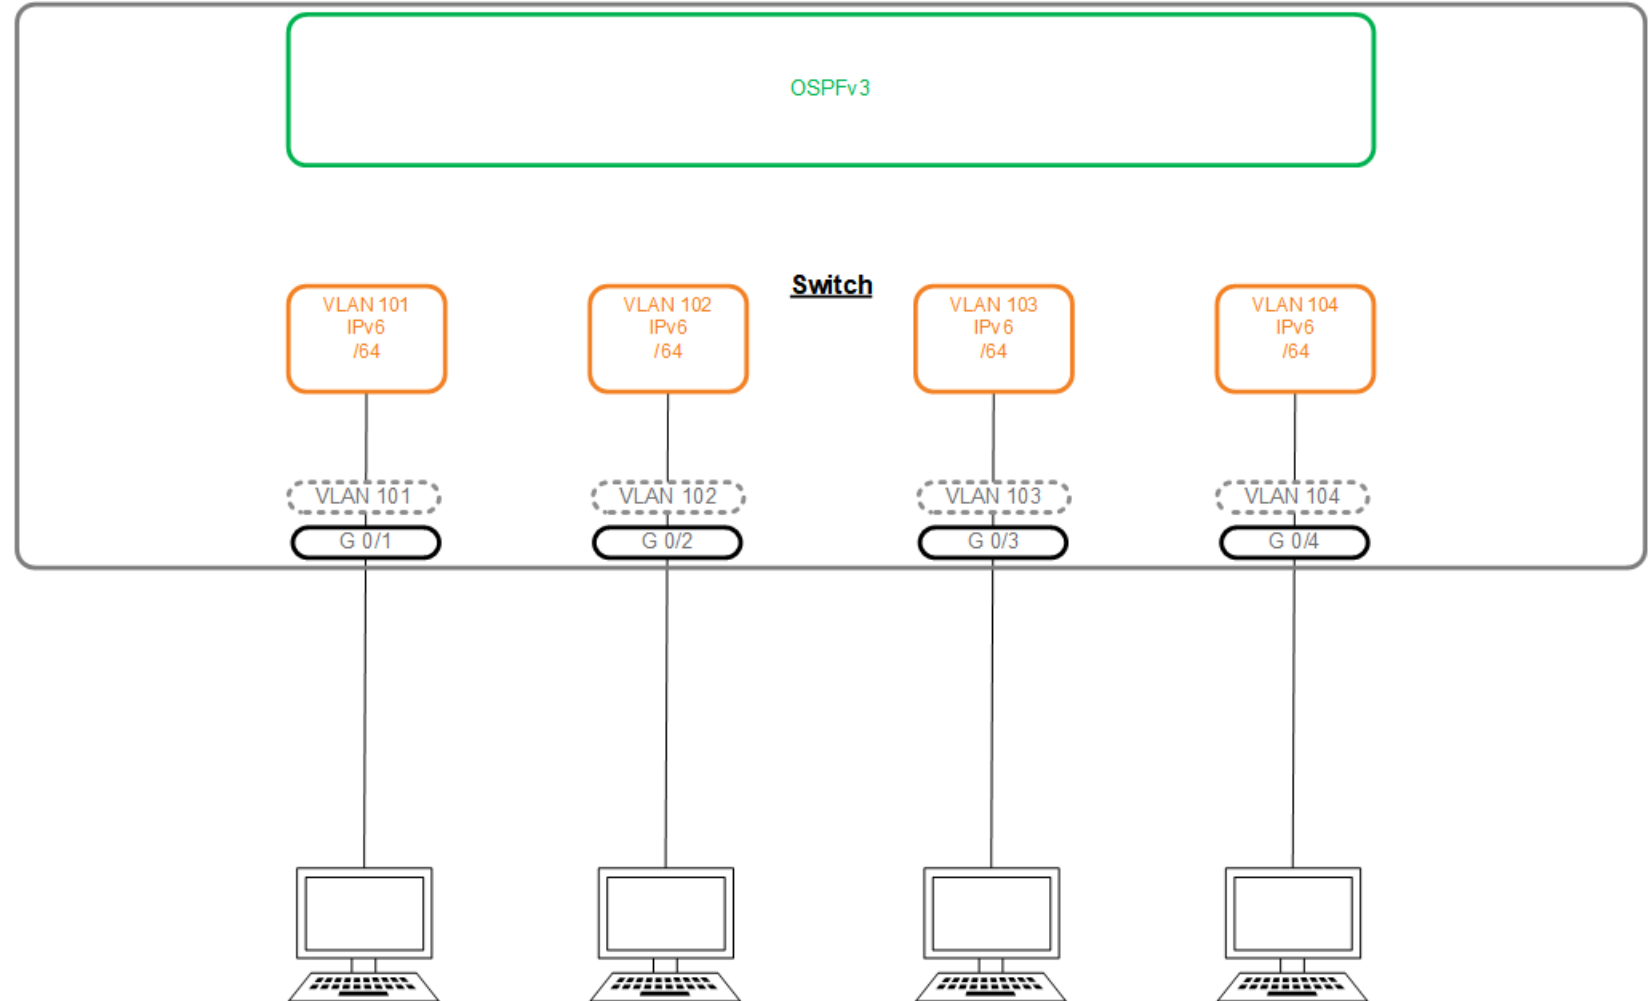 OSPFv3
Switch
VLAN 101
IPv6
/64
VLAN 102
IPv6
/64
VLAN 103
IPv6
/64
VLAN 104
IPv6
/64
VLAN 101
VLAN 102
VLAN 103
VLAN 104
G 0/1
G 0/2
G 0/3
G 0/4